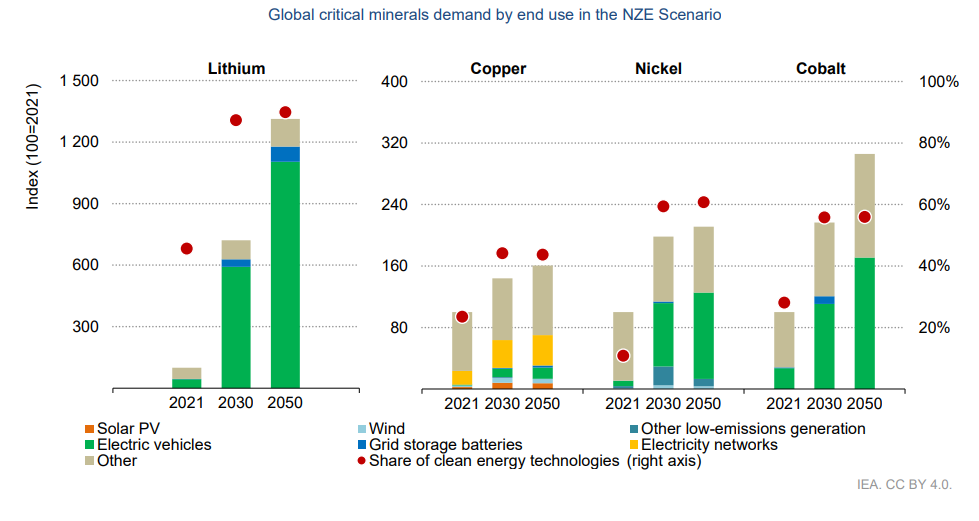 Global critical minerals demand by end use in the NZE Scenario
Lithium Copper Nickel Cobalt
Index (100=2021)
1 500 400 100%
1 200 320 80%
900 240 60%
600 160 40%
300 80 20%
2021 2030 2050 2021 2030 2050 2021 2030 2050 2021 2030 2050
Solar PV Wind Other low-emissions generation
Electric vehicles Grid storage batteries Electricity networks
Other Share of clean energy technologies (right axis)
IEA. CC BY 4.0.